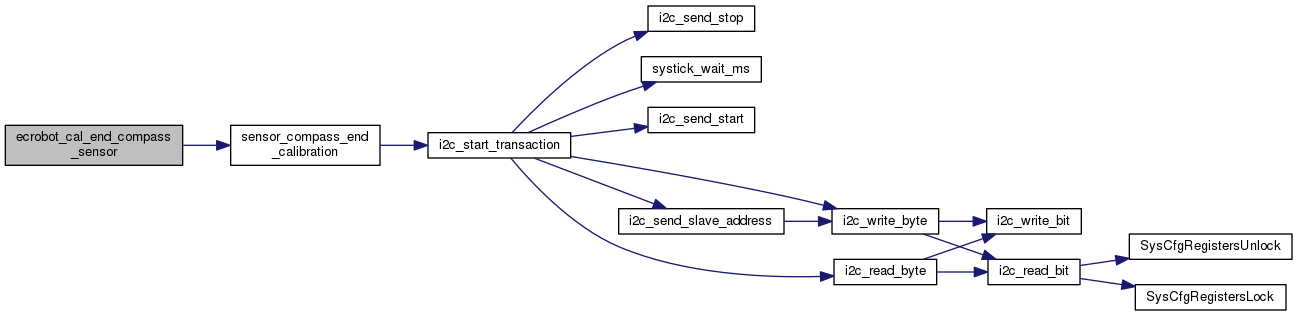 ecrobot_cal_end_compass
_sensor
sensor_compass_end
_calibration
i2c_start_transaction
i2c_send_stop
systick_wait_ms
i2c_send_start
i2c_send_slave_address
i2c_write_byte
i2c_read_byte
i2c_write_bit
i2c_read_bit
SysCfgRegistersUnlock
SysCfgRegistersLock